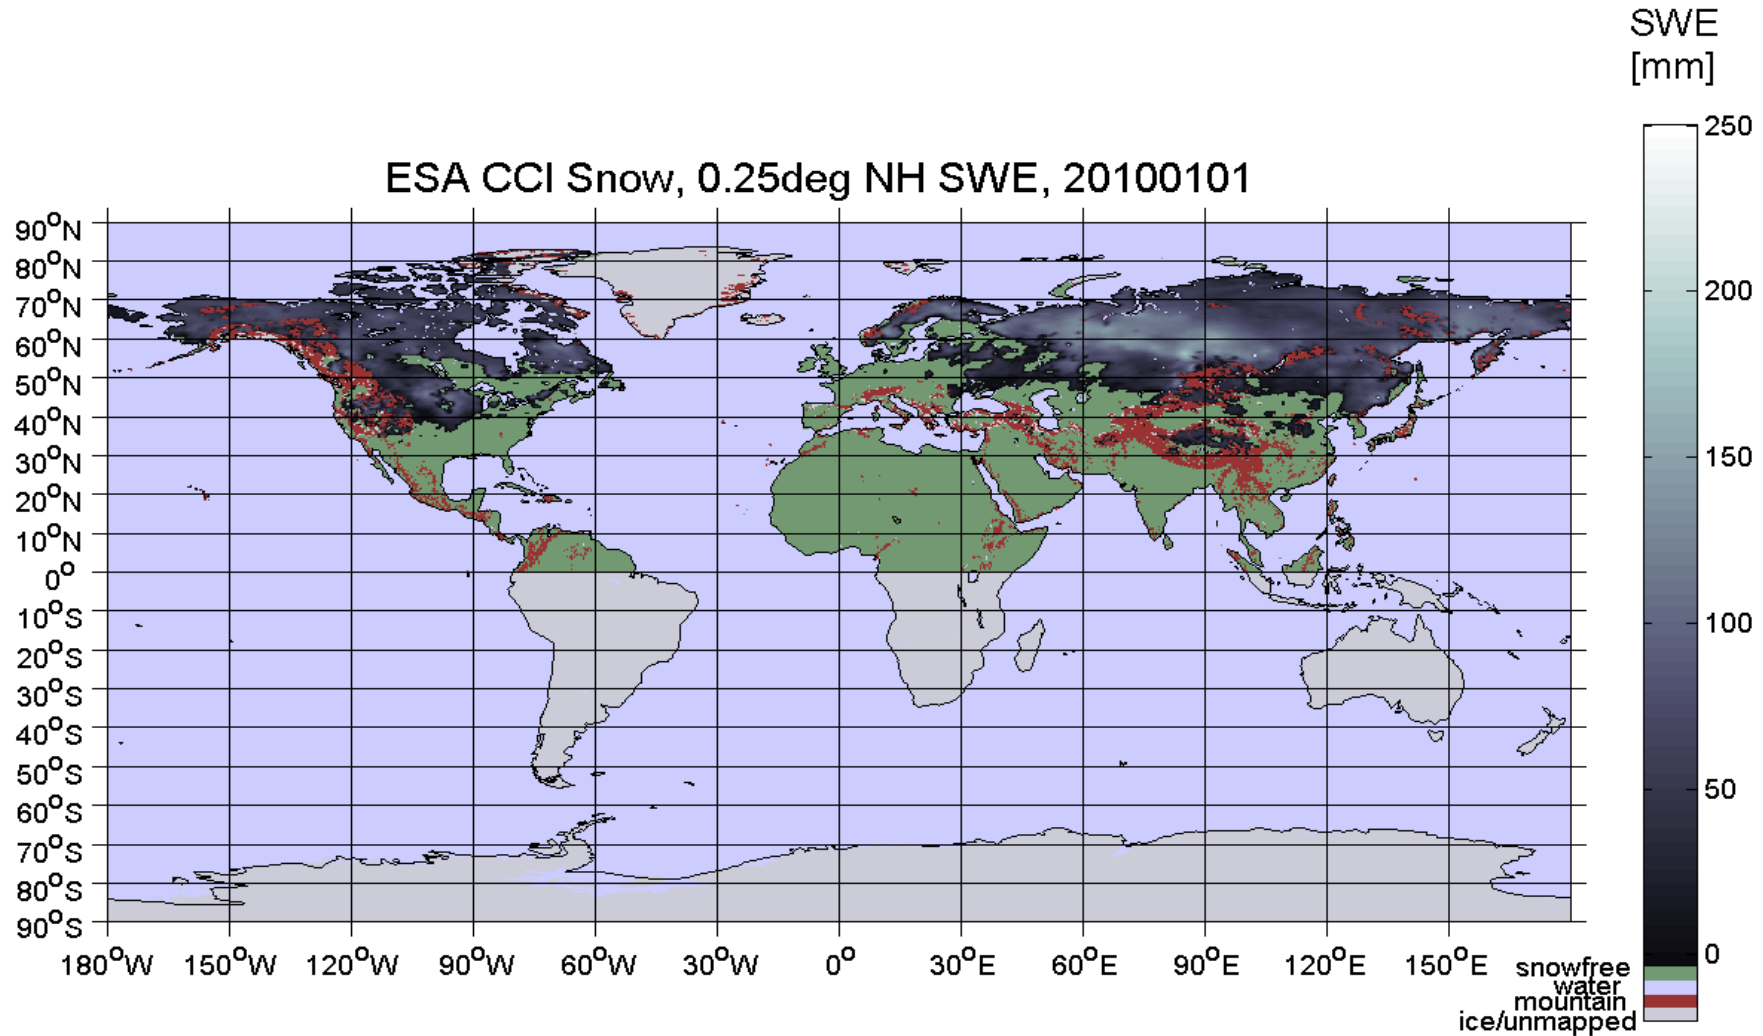 SWE
[mm]
ESA CCI Snow, 0.25deg NH SWE, 20100101
250
200
150
100
50
0
90°N
80°N
70°N
60°N
50°N
40°N
30°N
20°N
10°N
0°
10°S
20°S
30°S
40°S
50°S
60°S
70°S
80°S
90°S
180°W 150°W 120°W 90°W 60°W 30°W 0° 30°E 60°E 90°E 120°E 150°E
snowfree
water
mountain
ice/unmapped